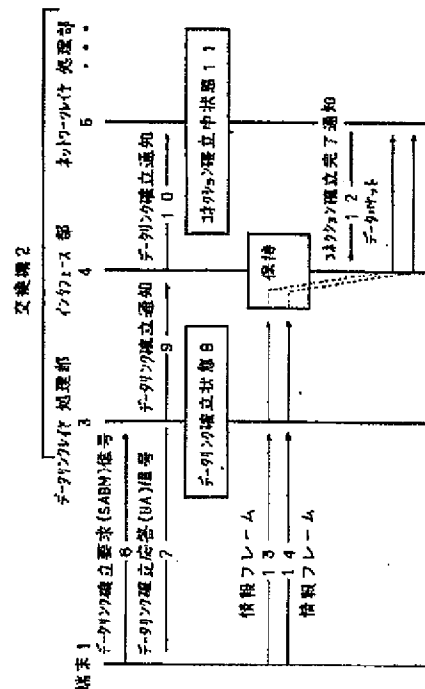 交換機2
端末1
データリンクレイヤ 処理部
3
インタフェース 部
4
ネットワークレイヤ 処理部
5
データリンク確立要求(SABM)信号
6
データリンク確立応答(UA)信号
7
データリンク確立通知
9
データリンク確立通知
10
データリンク確立状態8
コネクション確立中状態11
情報フレーム
13
14
情報フレーム
保持
コネクション確立完了通知
12
データパケット